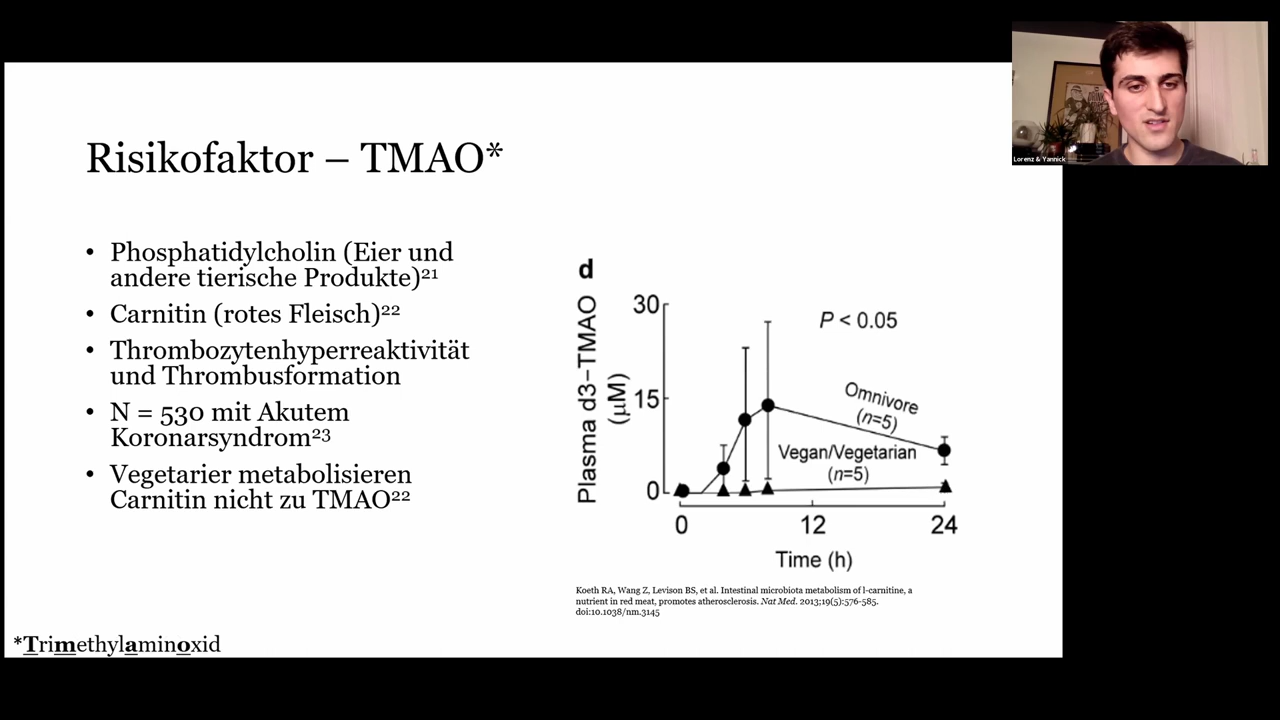 Lorenz & Yannick
Risikofaktor – TMAO*
• Phosphatidylcholin (Eier und
andere tierische Produkte)²¹
• Carnitin (rotes Fleisch)²²
• Thrombozytenhyperreaktivität
und Thrombusformation
• N = 530 mit Akutem
Koronarsyndrom²³
• Vegetarier metabolisieren
Carnitin nicht zu TMAO²²
d
Plasma d3−TMAO
(μM)
30
15
0
P < 0.05
Omnivore
(n=5)
Vegan/Vegetarian
(n=5)
0 12 24
Time (h)
Koeth RA, Wang Z, Levison BS, et al. Intestinal microbiota metabolism of l-carnitine, a
nutrient in red meat, promotes atherosclerosis. Nat Med. 2013;19(5):576-585.
doi:10.1038/nm.3145
*Trimethylaminoxid